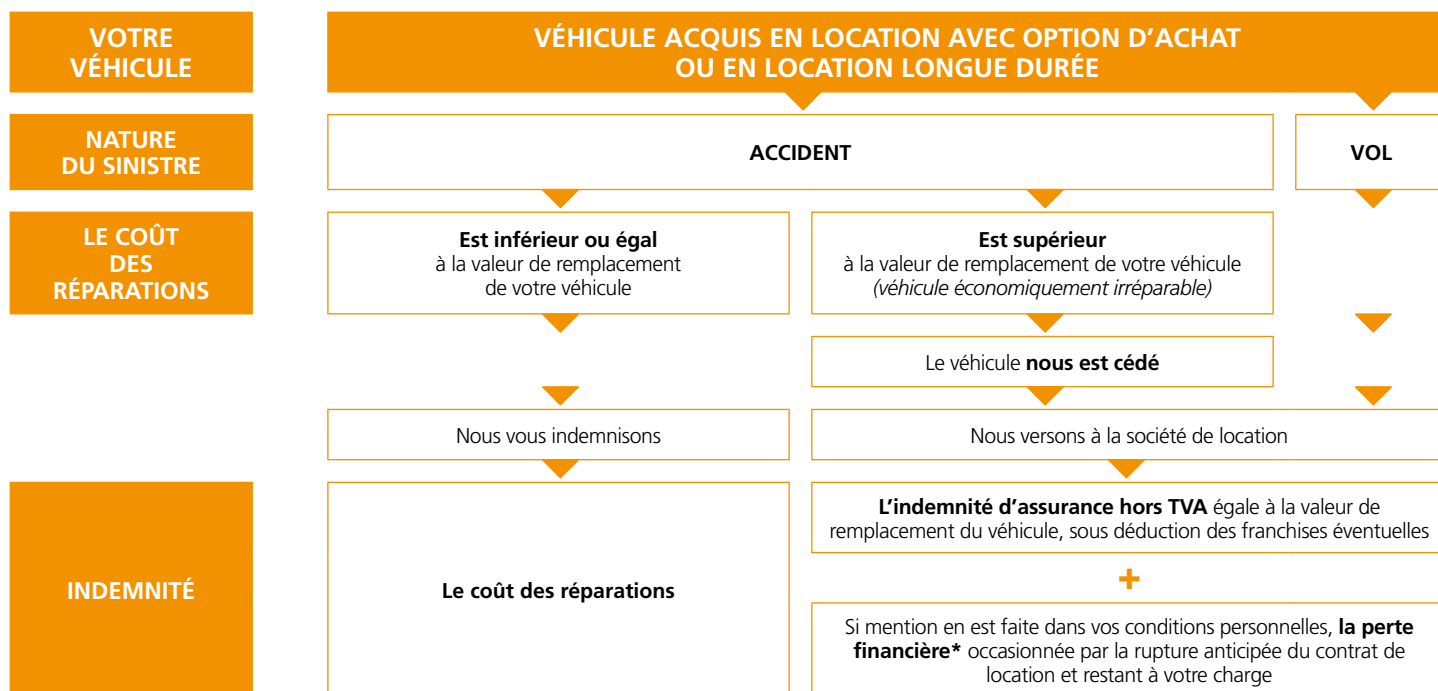 VOTRE
VÉHICULE
VÉHICULE ACQUIS EN LOCATION AVEC OPTION D'ACHAT
OU EN LOCATION LONGUE DURÉE
NATURE
DU SINISTRE
ACCIDENT
VOL
LE COÛT
DES
RÉPARATIONS
Est inférieur ou égal
à la valeur de remplacement
de votre véhicule
Est supérieur
à la valeur de remplacement de votre véhicule
(véhicule économiquement irréparable)
Le véhicule nous est cédé
Nous vous indemnisons
Nous versons à la société de location
INDEMNITÉ
Le coût des réparations
L'indemnité d'assurance hors TVA égale à la valeur de
remplacement du véhicule, sous déduction des franchises éventuelles
+
Si mention en est faite dans vos conditions personnelles, la perte
financière* occasionnée par la rupture anticipée du contrat de
location et restant à votre charge